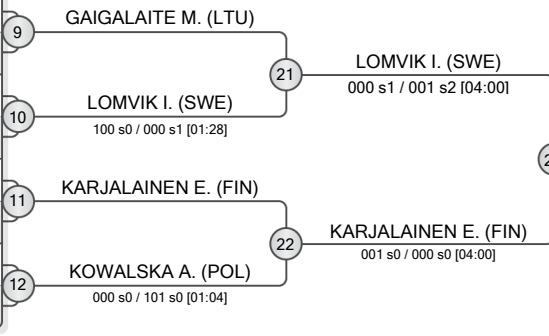 9
GAIGALAITE M. (LTU)
21
LOMVIK I. (SWE)
000 s1 / 001 s2 [04:00]
10
LOMVIK I. (SWE)
100 s0 / 000 s1 [01:28]
11
KARJALAINEN E. (FIN)
22
KARJALAINEN E. (FIN)
001 s0 / 000 s0 [04:00]
12
KOWALSKA A. (POL)
000 s0 / 101 s0 [01:04]